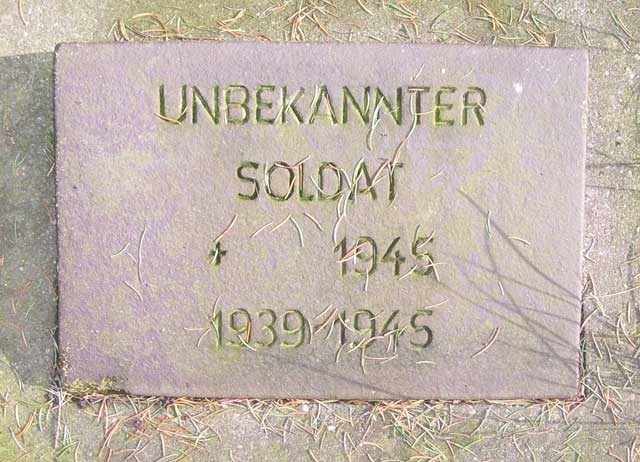 UNBEKANNTER
SOLDAT
✝ 1945
1939-1945